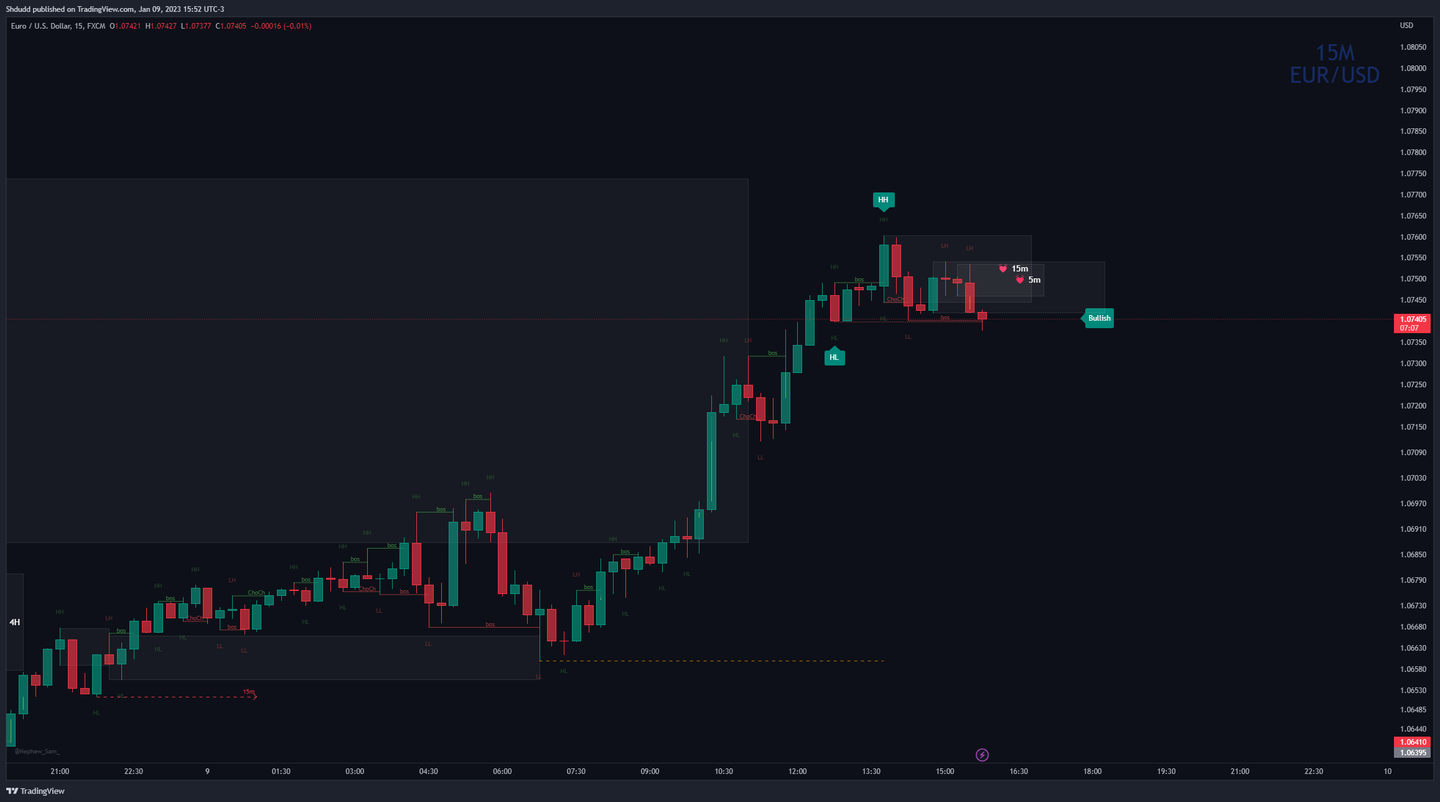 Shdudd published on TradingView.com, Jan 09, 2023 15:52 UTC-3
Euro / U.S. Dollar, 15, FXCM O1.07421 H1.07427 L1.07377 C1.07405 −0.00016 (−0.01%)
USD
15M
EUR/USD
1.08050
1.08000
1.07950
1.07900
1.07850
1.07800
1.07750
1.07700
1.07650
1.07600
1.07550
1.07500
1.07450
1.07405
07:07
1.07350
1.07300
1.07250
1.07200
1.07150
1.07090
1.07030
1.06970
1.06910
1.06850
1.06790
1.06730
1.06680
1.06630
1.06580
1.06530
1.06485
1.06440
1.06410
1.06395
HH
HH
LH
LH
15m
5m
HH
bos
ChoCh
HL
bos
Bullish
HL
LL
HL
HH
LH
bos
ChoCh
HL
LL
HH
HH
HH
bos
bos
HH
HH
bos
bos
ChoCh
bos
HL
LL
LL
bos
HH
bos
LH
bos
HL
HL
HL
HL
LL
HH
bos
HL
HH
LH
ChoCh
bos
LL
LL
HH
bos
ChoCh
HL
HL
HH
LH
bos
HL
HL
15m
4H
@Nephew_Sam_
21:00 22:30 9 01:30 03:00 04:30 06:00 07:30 09:00 10:30 12:00 13:30 15:00 16:30 18:00 19:30 21:00 22:30 10
TradingView